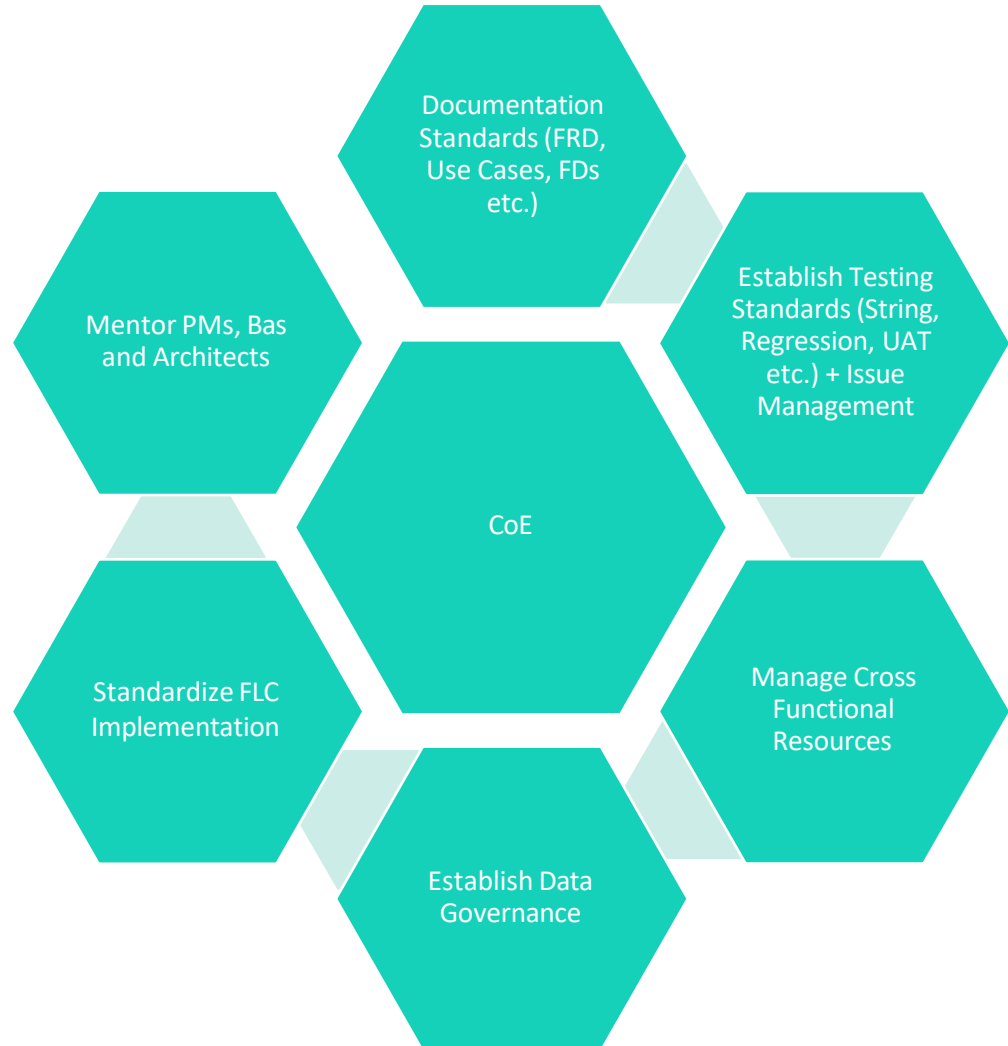 Documentation
Standards (FRD,
Use Cases, FDs
etc.)
Establish Testing
Standards (String,
Regression, UAT
etc.) + Issue
Management
Mentor PMs, Bas
and Architects
CoE
Standardize FLC
Implementation
Manage Cross
Functional
Resources
Establish Data
Governance